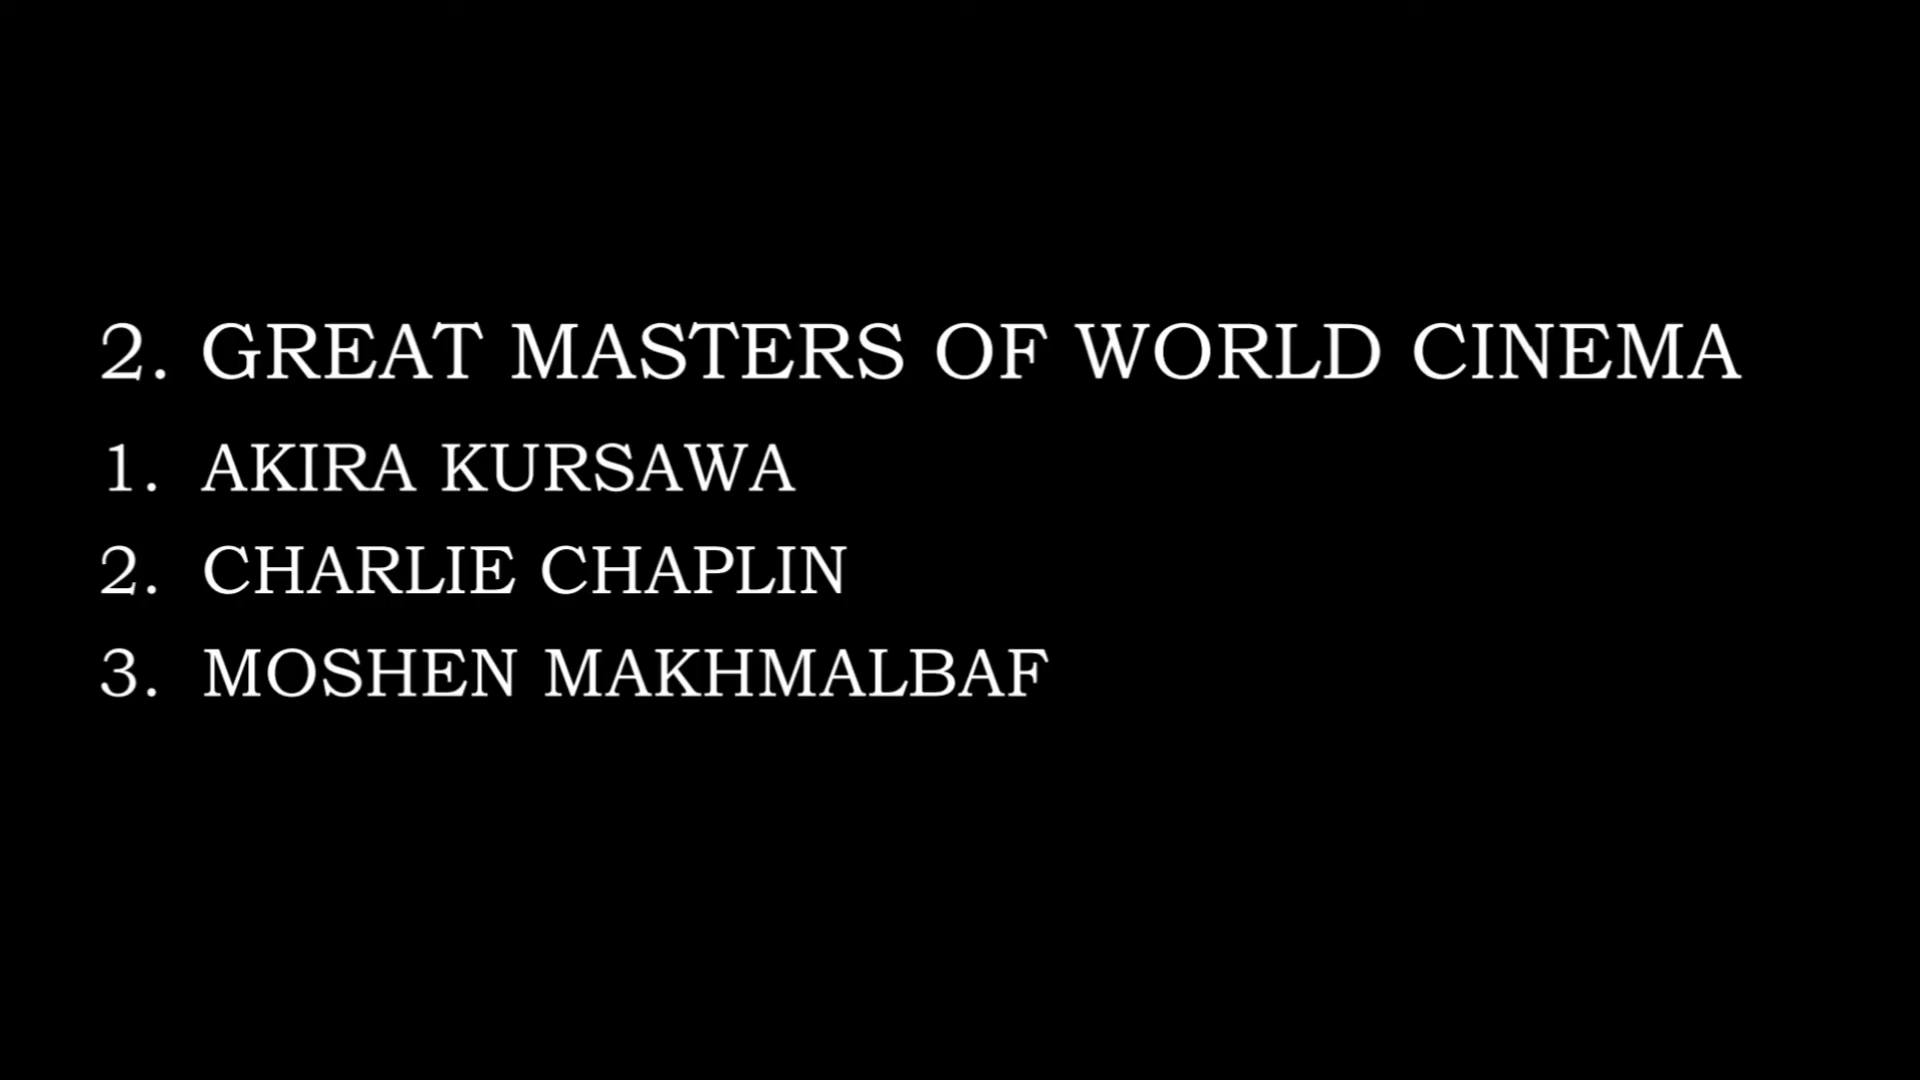 2. GREAT MASTERS OF WORLD CINEMA
1. AKIRA KURSAWA
2. CHARLIE CHAPLIN
3. MOSHEN MAKHMALBAF